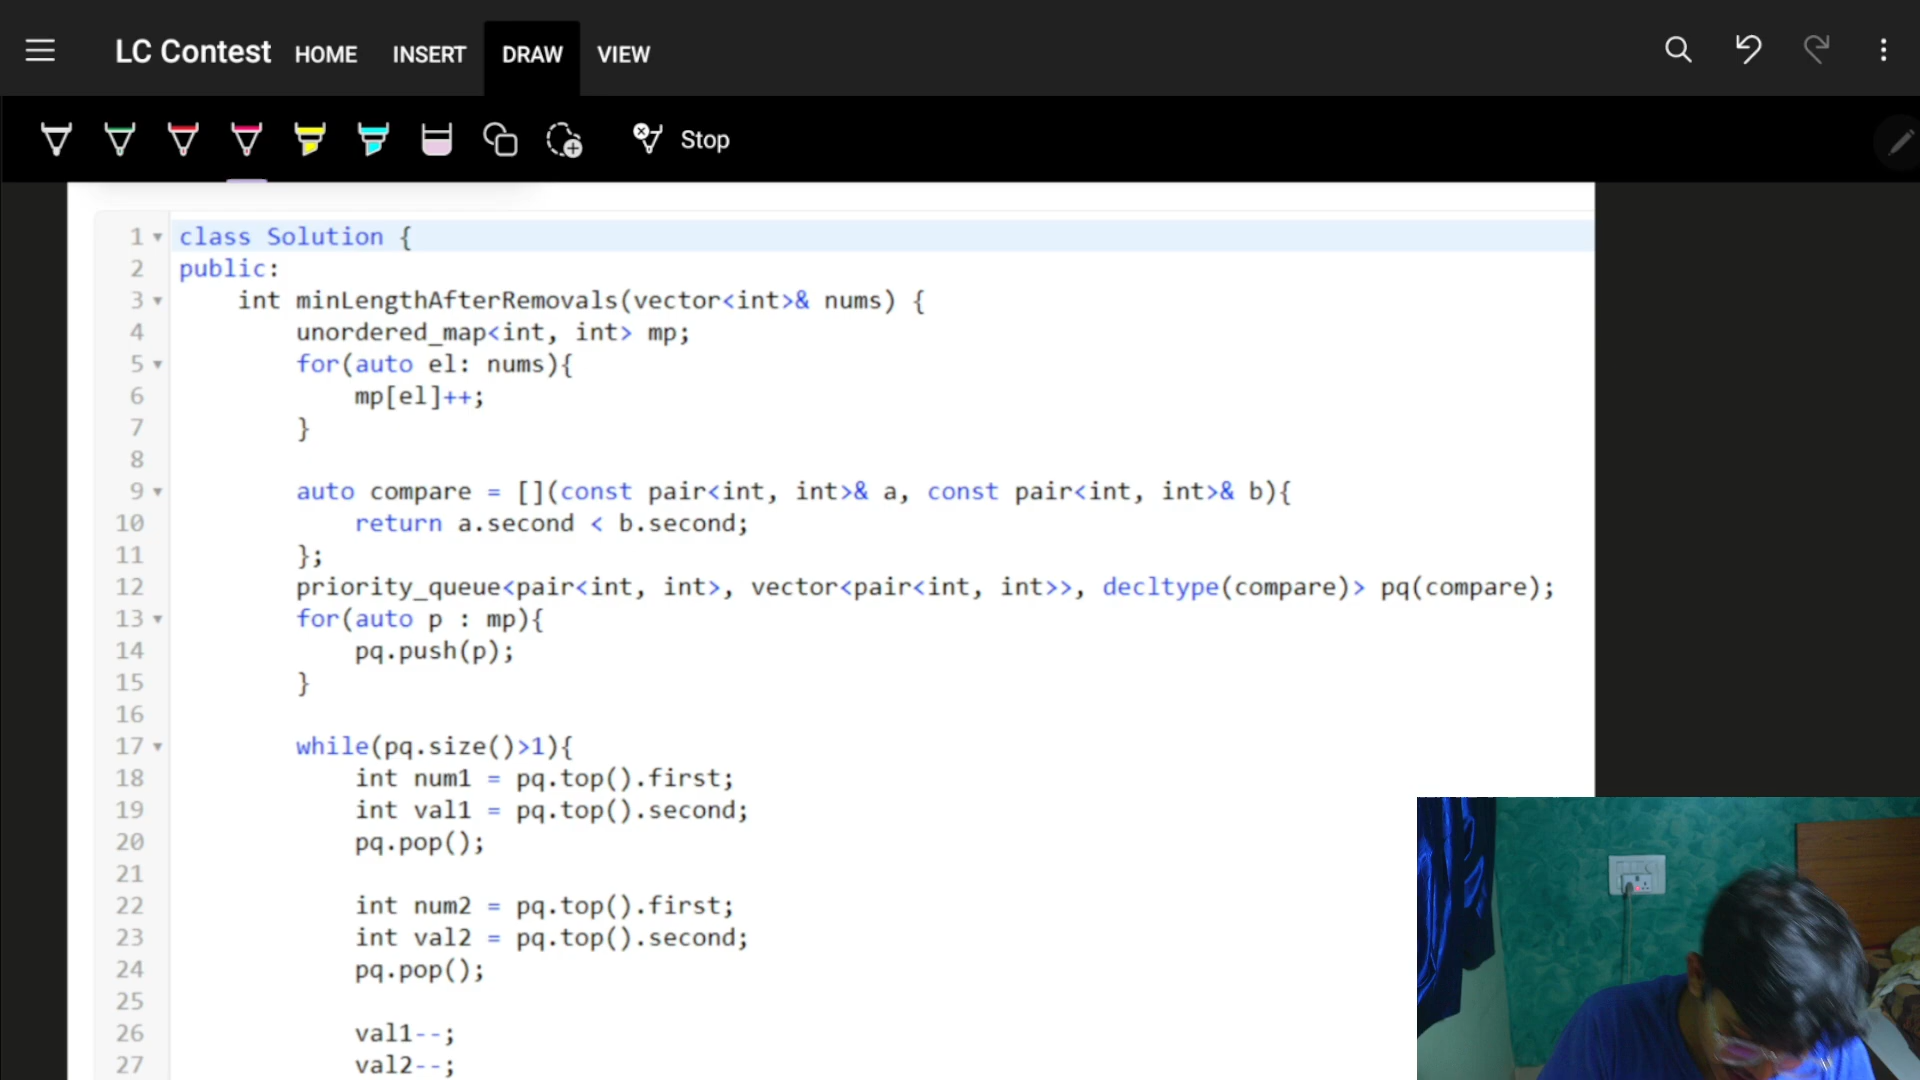 LC Contest HOME INSERT DRAW VIEW
Stop
1 class Solution {
2 public:
3 int minLengthAfterRemovals(vector<int>& nums) {
4 unordered_map<int, int> mp;
5 for(auto el: nums){
6 mp[el]++;
7 }
8
9 auto compare = [](const pair<int, int>& a, const pair<int, int>& b){
10 return a.second < b.second;
11 };
12 priority_queue<pair<int, int>, vector<pair<int, int>>, decltype(compare)> pq(compare);
13 for(auto p : mp){
14 pq.push(p);
15 }
16
17 while(pq.size()>1){
18 int num1 = pq.top().first;
19 int val1 = pq.top().second;
20 pq.pop();
21
22 int num2 = pq.top().first;
23 int val2 = pq.top().second;
24 pq.pop();
25
26 val1--;
27 val2--;